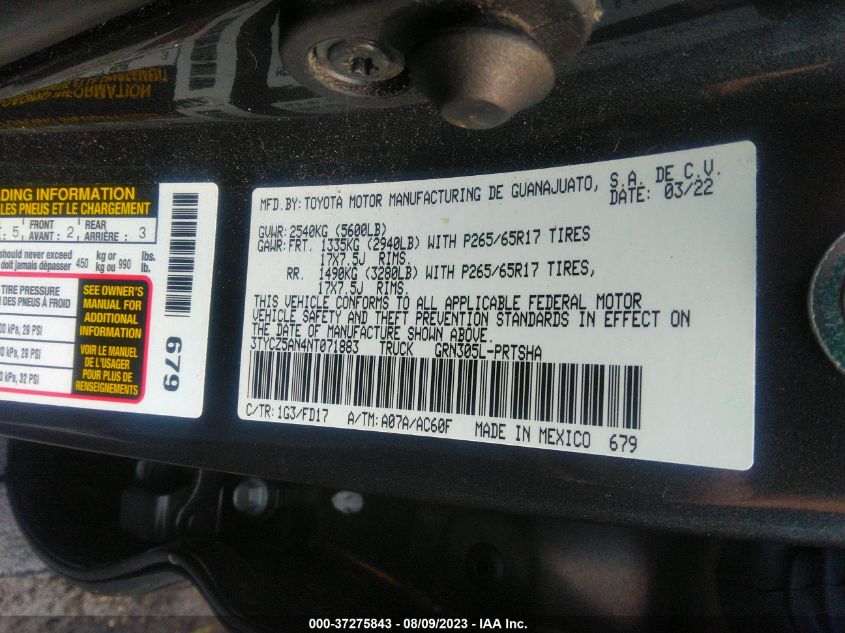 DING INFORMATION
LES PNEUS ET LE CHARGEMENT
5 FRONT 2 REAR 3
AVANT: ARRIÈRE:
should never exceed 450 kg or 990 lbs.
doit jamais dépasser kg ou lb.
TIRE PRESSURE
DES PNEUS À FROID
kPa, 29 PSI
kPa, 29 PSI
kPa, 32 PSI
SEE OWNER'S
MANUAL FOR
ADDITIONAL
INFORMATION
VOIR LE MANUEL
DE L'USAGER
POUR PLUS DE
RENSEIGNEMENTS
679
MFD. BY: TOYOTA MOTOR MANUFACTURING DE GUANAJUATO, S.A. DE C.V.
DATE: 03/22
GVWR: 2540KG (5600LB)
GAWR: FRT. 1335KG (2940LB) WITH P265/65R17 TIRES
17X7.5J RIMS.
RR. 1490KG (3280LB) WITH P265/65R17 TIRES,
17X7.5J RIMS.
THIS VEHICLE CONFORMS TO ALL APPLICABLE FEDERAL MOTOR
VEHICLE SAFETY AND THEFT PREVENTION STANDARDS IN EFFECT ON
THE DATE OF MANUFACTURE SHOWN ABOVE.
3TYCZ5AN4NT071883 TRUCK GRN305L-PRTSHA
C/TR: 1G3/FD17 A/TM: A07A/AC60F MADE IN MEXICO 679
000-37275843 - 08/09/2023 - IAA Inc.